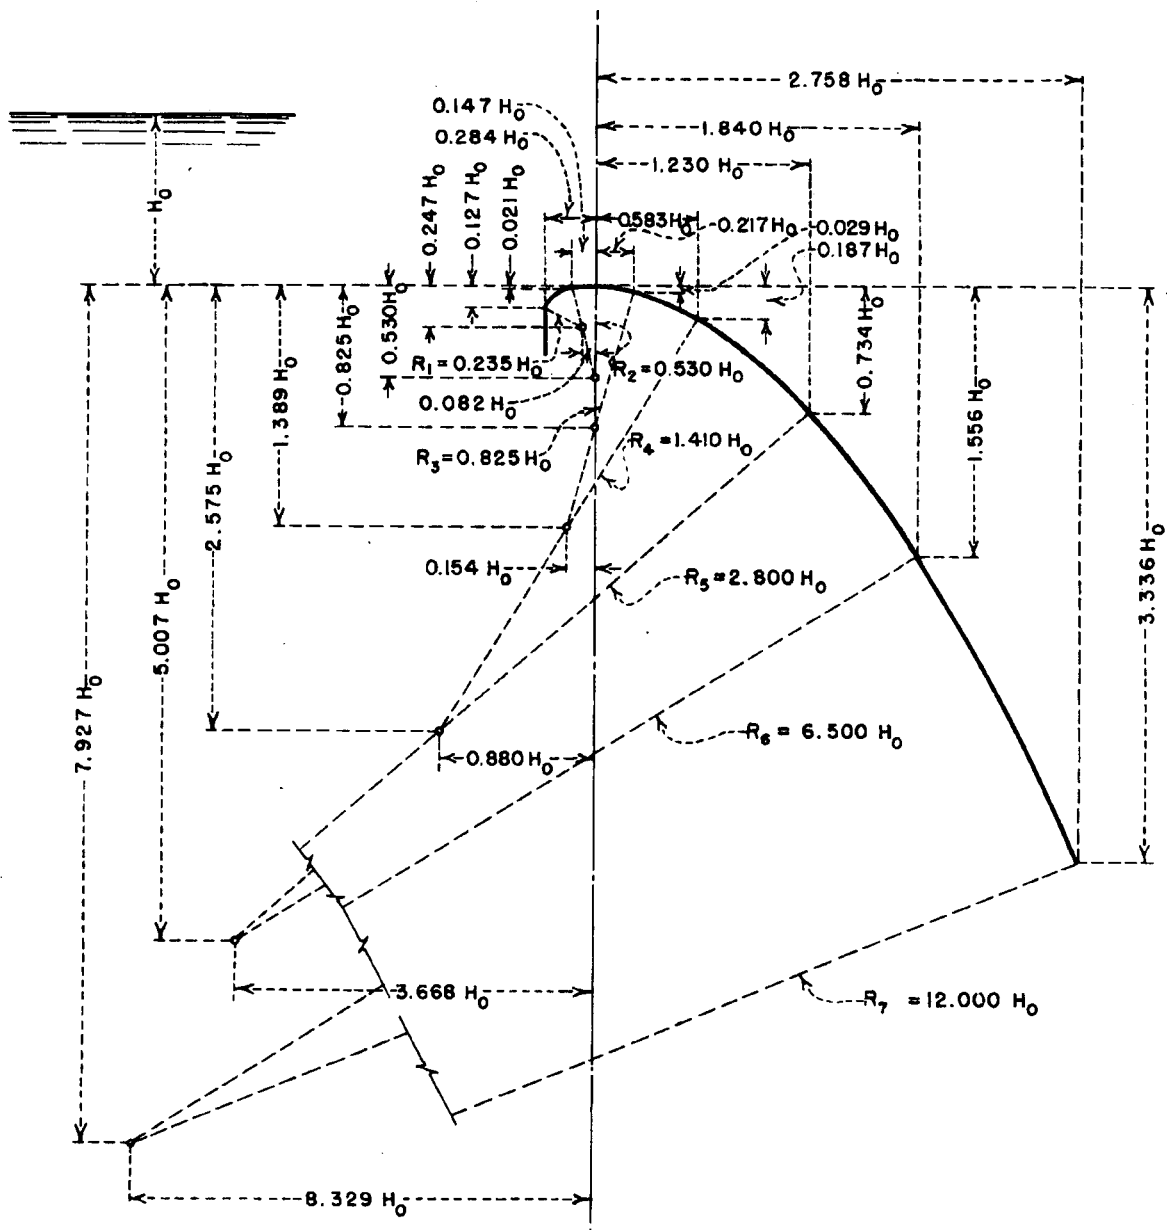 2.758 H₀
0.147 H₀
1.840 H₀
0.284 H₀
1.230 H₀
H₀
0.247 H₀
0.127 H₀
0.021 H₀
0.583 H₀
0.217 H₀
0.029 H₀
0.187 H₀
0.530 H₀
0.825 H₀
R₁ = 0.235 H₀
R₂ = 0.530 H₀
0.734 H₀
1.389 H₀
0.082 H₀
1.556 H₀
R₃ = 0.825 H₀
R₄ = 1.410 H₀
2.575 H₀
3.336 H₀
0.154 H₀
R₅ = 2.800 H₀
5.007 H₀
7.927 H₀
R₆ = 6.500 H₀
0.880 H₀
3.668 H₀
R₇ = 12.000 H₀
8.329 H₀